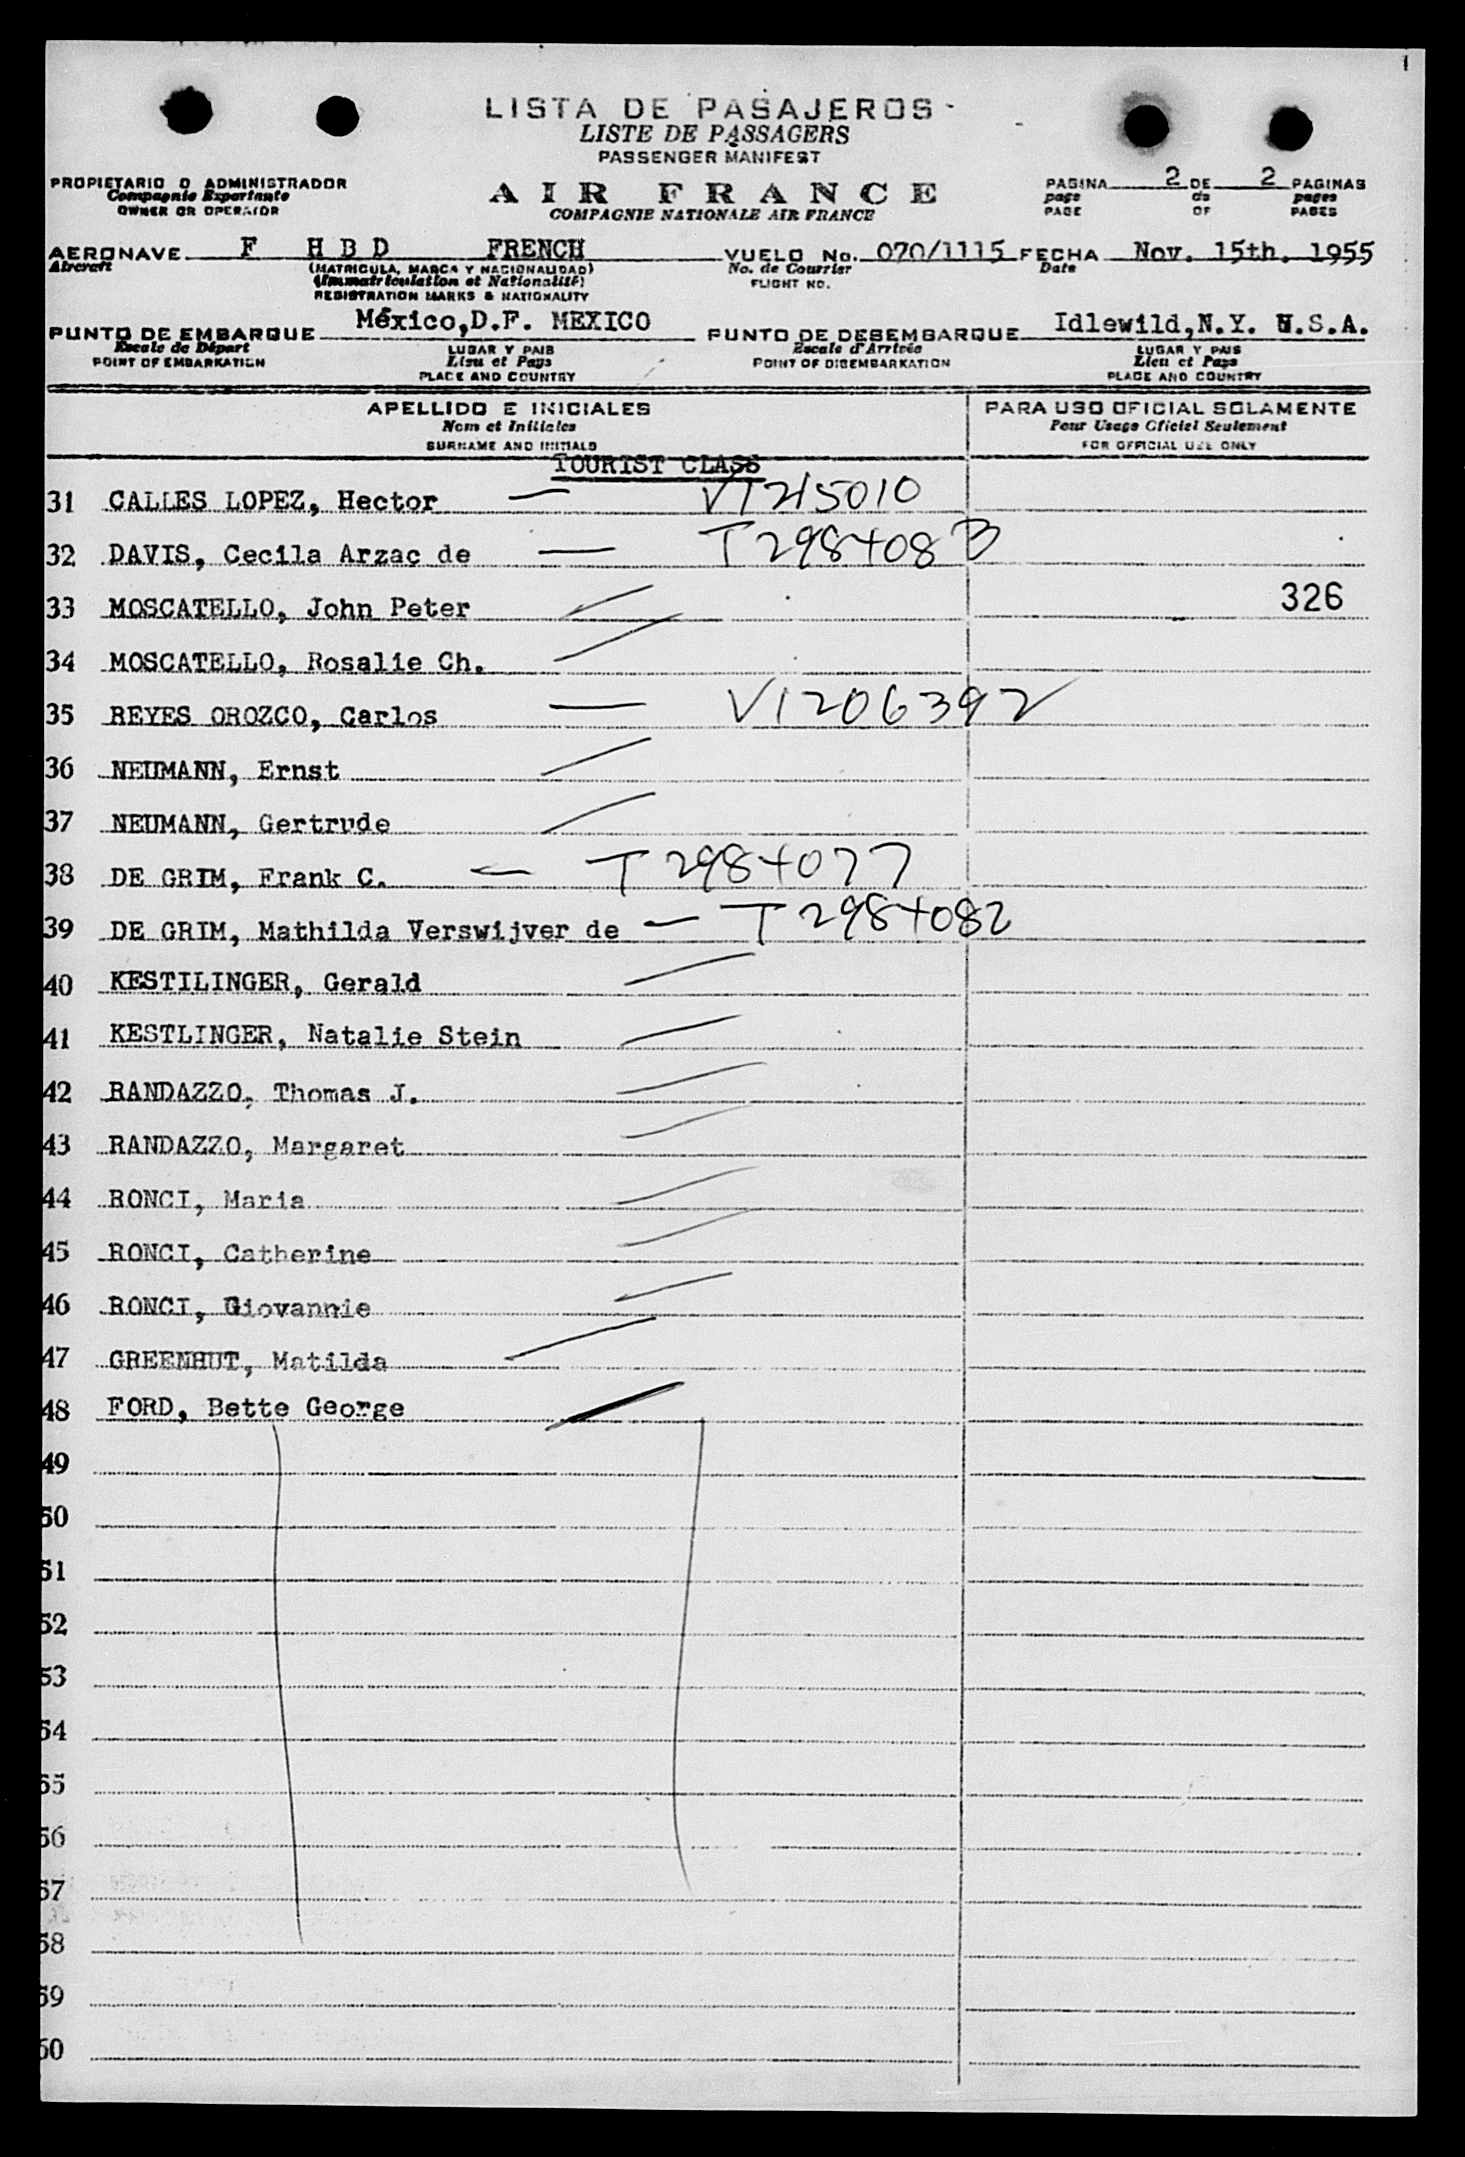 LISTA DE PASAJEROS
LISTE DE PASSAGERS
PASSENGER MANIFEST
PROPIETARIO O ADMINISTRADOR
Compagnie Exportante
OWNER OR OPERATOR
AIR FRANCE
COMPAGNIE NATIONALE AIR FRANCE
PAGINA 2 DE 2 PAGINAS
page de pages
PAGE OF PAGES
AERONAVE F H B D FRENCH VUELO No. 070/1115 FECHA Nov. 15th. 1955
Aircraft (MATRICULA, MARCA Y NACIONALIDAD) No. de Courrier Date
(Immatriculation et Nationalité) FLIGHT NO.
REGISTRATION MARKS & NATIONALITY
PUNTO DE EMBARQUE México,D.F. MEXICO PUNTO DE DESEMBARQUE Idlewild,N.Y. U.S.A.
Escale de Départ LUGAR Y PAIS Escale d'Arrivée LUGAR Y PAIS
POINT OF EMBARKATION Lieu et Pays POINT OF DISEMBARKATION Lieu et Pays
PLACE AND COUNTRY PLACE AND COUNTRY
APELLIDO E INICIALES PARA USO OFICIAL SOLAMENTE
Nom et Initiales Pour Usage Officiel Seulement
SURNAME AND INITIALS FOR OFFICIAL USE ONLY
TOURIST CLASS
31 CALLES LOPEZ, Hector — V1215010
32 DAVIS, Cecila Arzac de — T2984083
33 MOSCATELLO, John Peter 326
34 MOSCATELLO, Rosalie Ch.
35 REYES OROZCO, Carlos — V1206392
36 NEUMANN, Ernst
37 NEUMANN, Gertrude
38 DE GRIM, Frank C. — T2984077
39 DE GRIM, Mathilda Verswijver de — T2984082
40 KESTILINGER, Gerald
41 KESTLINGER, Natalie Stein
42 RANDAZZO, Thomas J.
43 RANDAZZO, Margaret
44 RONCI, Maria
45 RONCI, Catherine
46 RONCI, Giovannie
47 GREENHUT, Matilda
48 FORD, Bette George
49
50
51
52
53
54
55
56
57
58
59
60